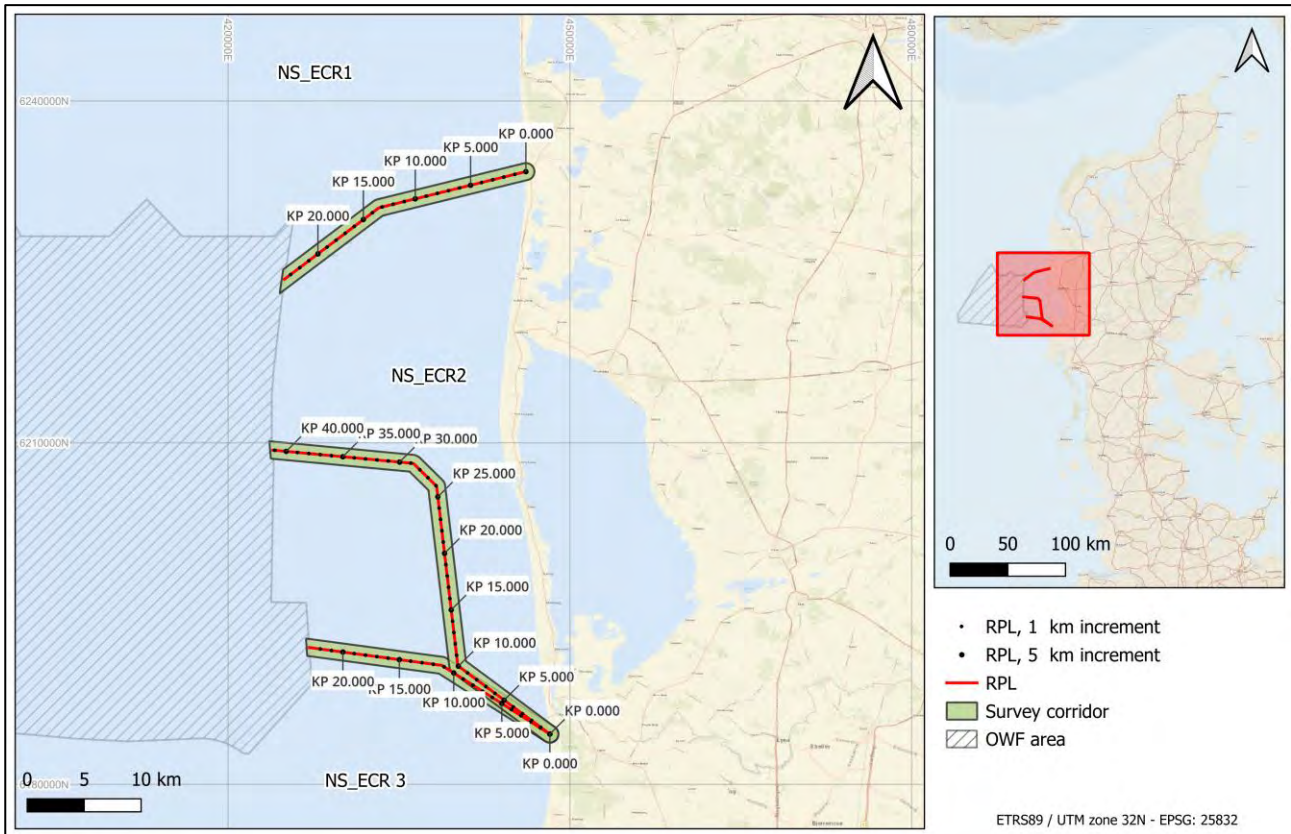 420000E
450000E
480000E
NS_ECR1
6240000N
KP 0.000
KP 5.000
KP 10.000
KP 15.000
KP 20.000
NS_ECR2
6210000N
KP 40.000
KP 35.000
KP 30.000
KP 25.000
KP 20.000
KP 15.000
KP 10.000
KP 5.000
KP 20.000
KP 15.000
KP 10.000
KP 0.000
KP 5.000
KP 0.000
NS_ECR 3
0 5 10 km
0 50 100 km
RPL, 1 km increment
RPL, 5 km increment
RPL
Survey corridor
OWF area
ETRS89 / UTM zone 32N - EPSG: 25832